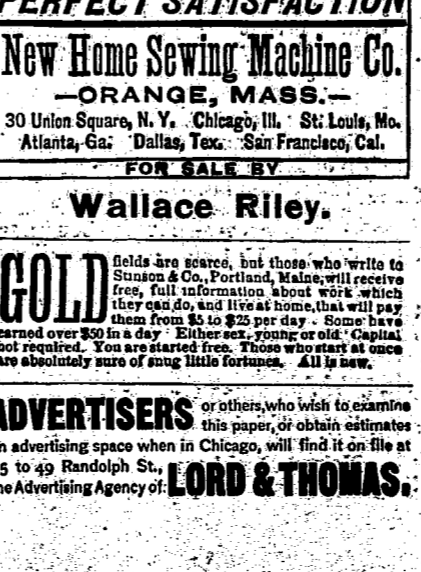 PERFECT SATISFACTION
New Home Sewing Machine Co.
—ORANGE, MASS.—
30 Union Square, N. Y. Chicago, Ill. St. Louis, Mo.
Atlanta, Ga. Dallas, Tex. San Francisco, Cal.
FOR SALE BY
Wallace Riley.
GOLD fields are scarce, but those who write to
Stinson & Co., Portland, Maine, will receive
free, full information about work which
they can do, and live at home, that will pay
them from $5 to $25 per day. Some have
earned over $50 in a day. Either sex, young or old. Capital
not required. You are started free. Those who start at once
are absolutely sure of snug little fortunes. All is new.
ADVERTISERS or others, who wish to examine
this paper, or obtain estimates
on advertising space when in Chicago, will find it on file at
5 to 49 Randolph St.,
the Advertising Agency of LORD & THOMAS.